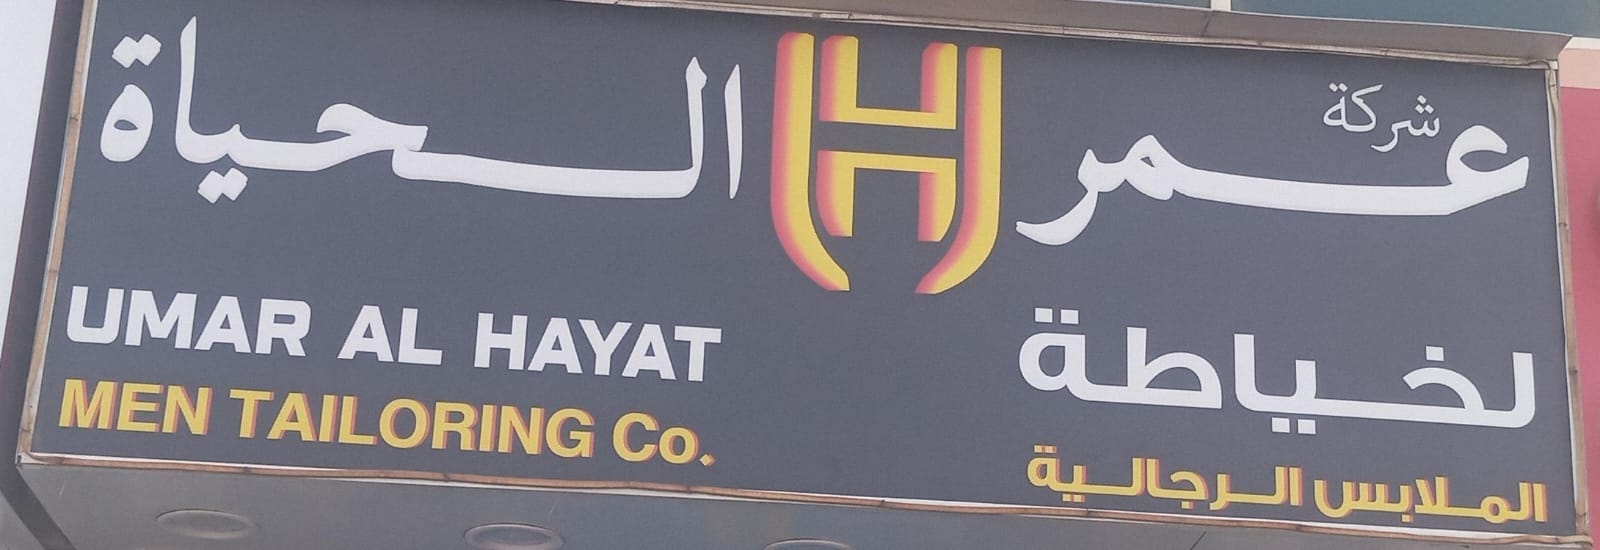 شركة عمر الحياة
لخياطة
الملابس الرجالية
UMAR AL HAYAT
MEN TAILORING Co.